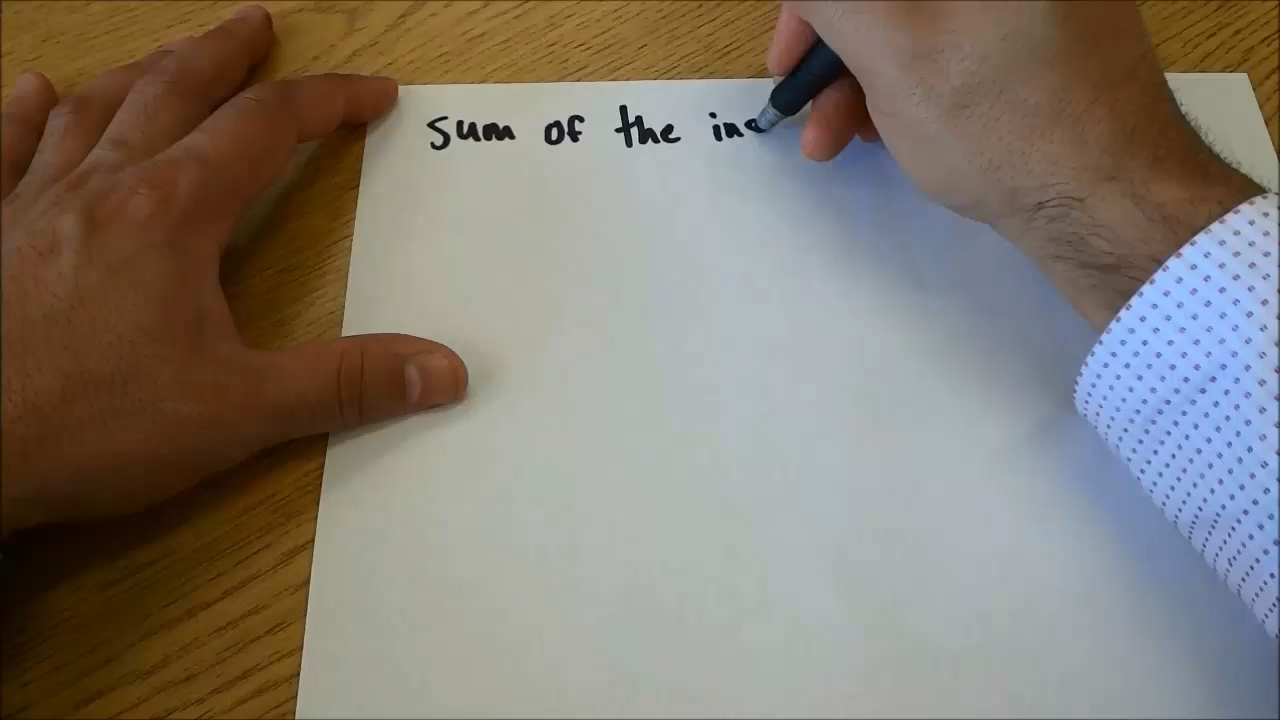 sum of the in